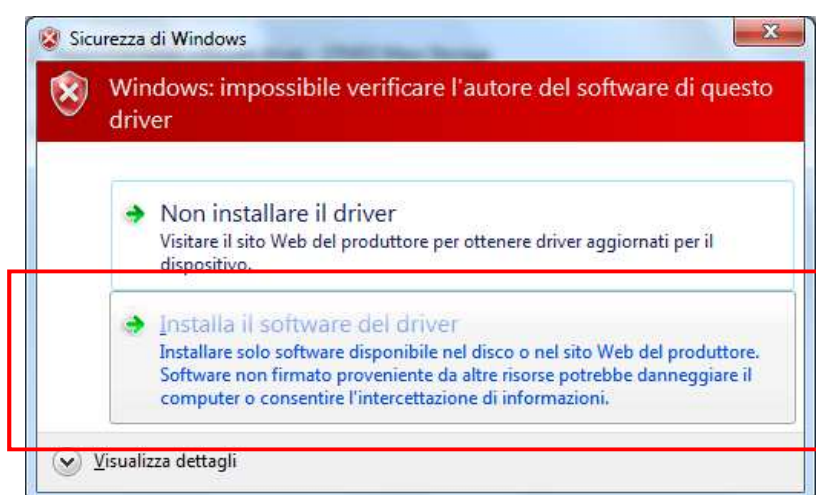 Sicurezza di Windows
Windows: impossibile verificare l'autore del software di questo
driver
Non installare il driver
Visitare il sito Web del produttore per ottenere driver aggiornati per il
dispositivo.
Installa il software del driver
Installare solo software disponibile nel disco o nel sito Web del produttore.
Software non firmato proveniente da altre risorse potrebbe danneggiare il
computer o consentire l'intercettazione di informazioni.
Visualizza dettagli